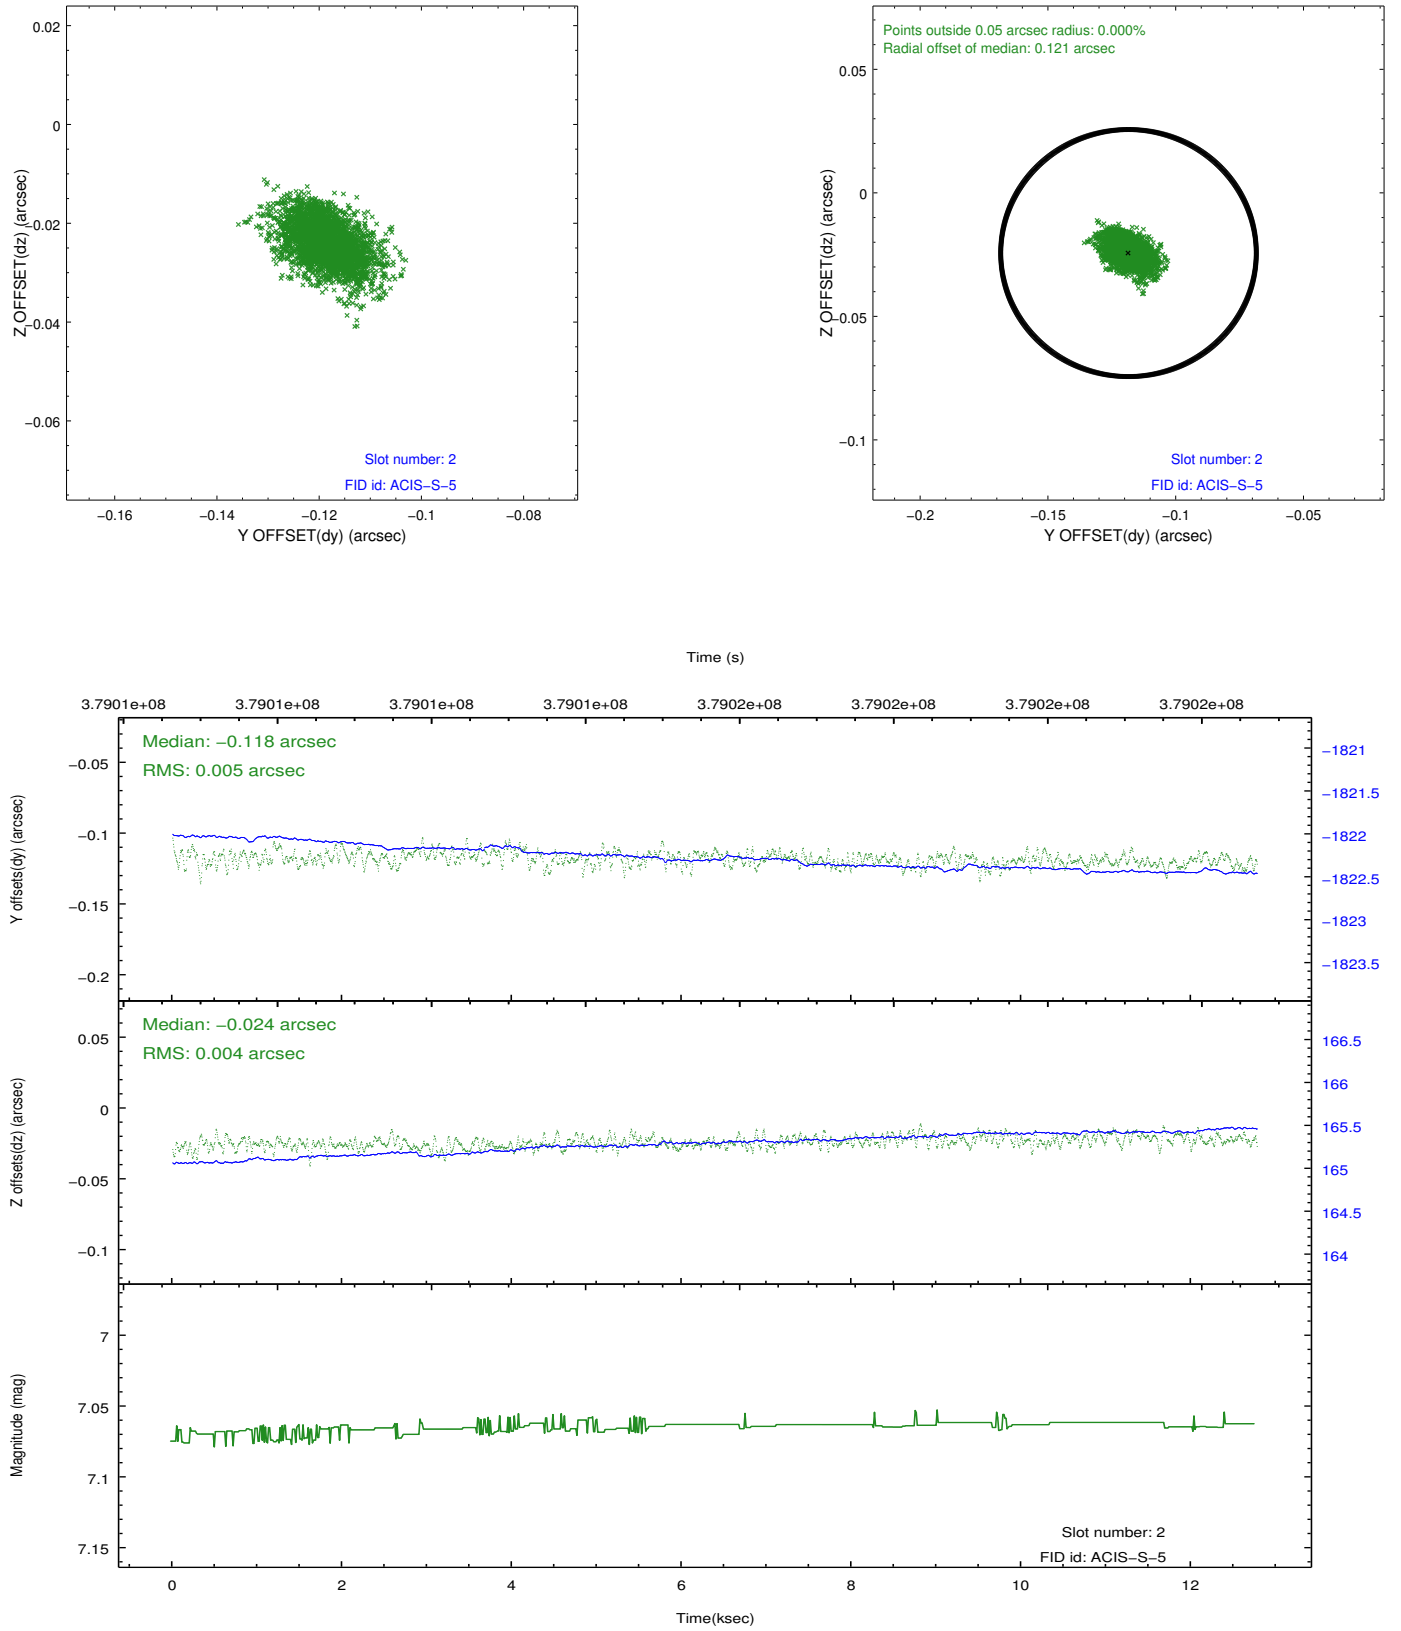 0.02
0
−0.02
−0.04
−0.06
Z OFFSET(dz) (arcsec)
Slot number: 2
FID id: ACIS−S−5
−0.16
−0.14
−0.12
−0.1
−0.08
Y OFFSET(dy) (arcsec)
Points outside 0.05 arcsec radius: 0.000%
Radial offset of median: 0.121 arcsec
0.05
0
−0.05
−0.1
Z OFFSET(dz) (arcsec)
Slot number: 2
FID id: ACIS−S−5
−0.2
−0.15
−0.1
−0.05
Y OFFSET(dy) (arcsec)
Time (s)
3.7901e+08
3.7901e+08
3.7901e+08
3.7901e+08
3.7902e+08
3.7902e+08
3.7902e+08
3.7902e+08
Median: −0.118 arcsec
RMS: 0.005 arcsec
−0.05
−0.1
−0.15
−0.2
Y offsets(dy) (arcsec)
−1821
−1821.5
−1822
−1822.5
−1823
−1823.5
Median: −0.024 arcsec
RMS: 0.004 arcsec
0.05
0
−0.05
−0.1
Z offsets(dz) (arcsec)
166.5
166
165.5
165
164.5
164
7
7.05
7.1
7.15
Magnitude (mag)
Slot number: 2
FID id: ACIS−S−5
0
2
4
6
8
10
12
Time(ksec)